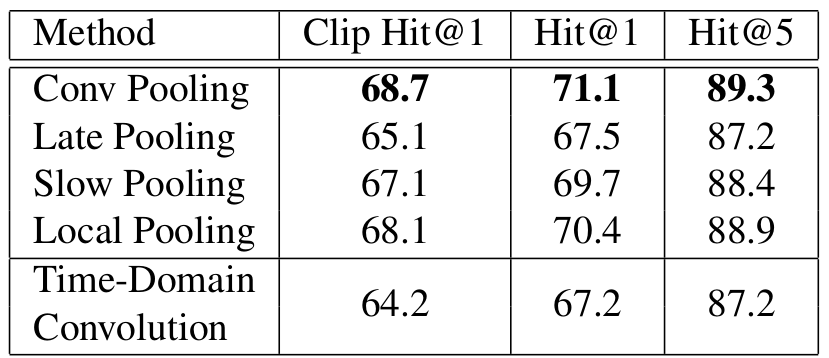 Method Clip Hit@1 Hit@1 Hit@5
Conv Pooling 68.7 71.1 89.3
Late Pooling 65.1 67.5 87.2
Slow Pooling 67.1 69.7 88.4
Local Pooling 68.1 70.4 88.9
Time-Domain
Convolution 64.2 67.2 87.2